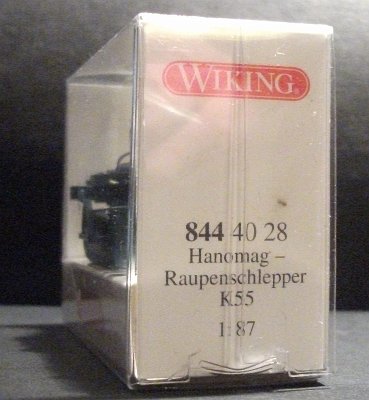 WIKING®
844 40 28
Hanomag –
Raupenschlepper
K55
1:87